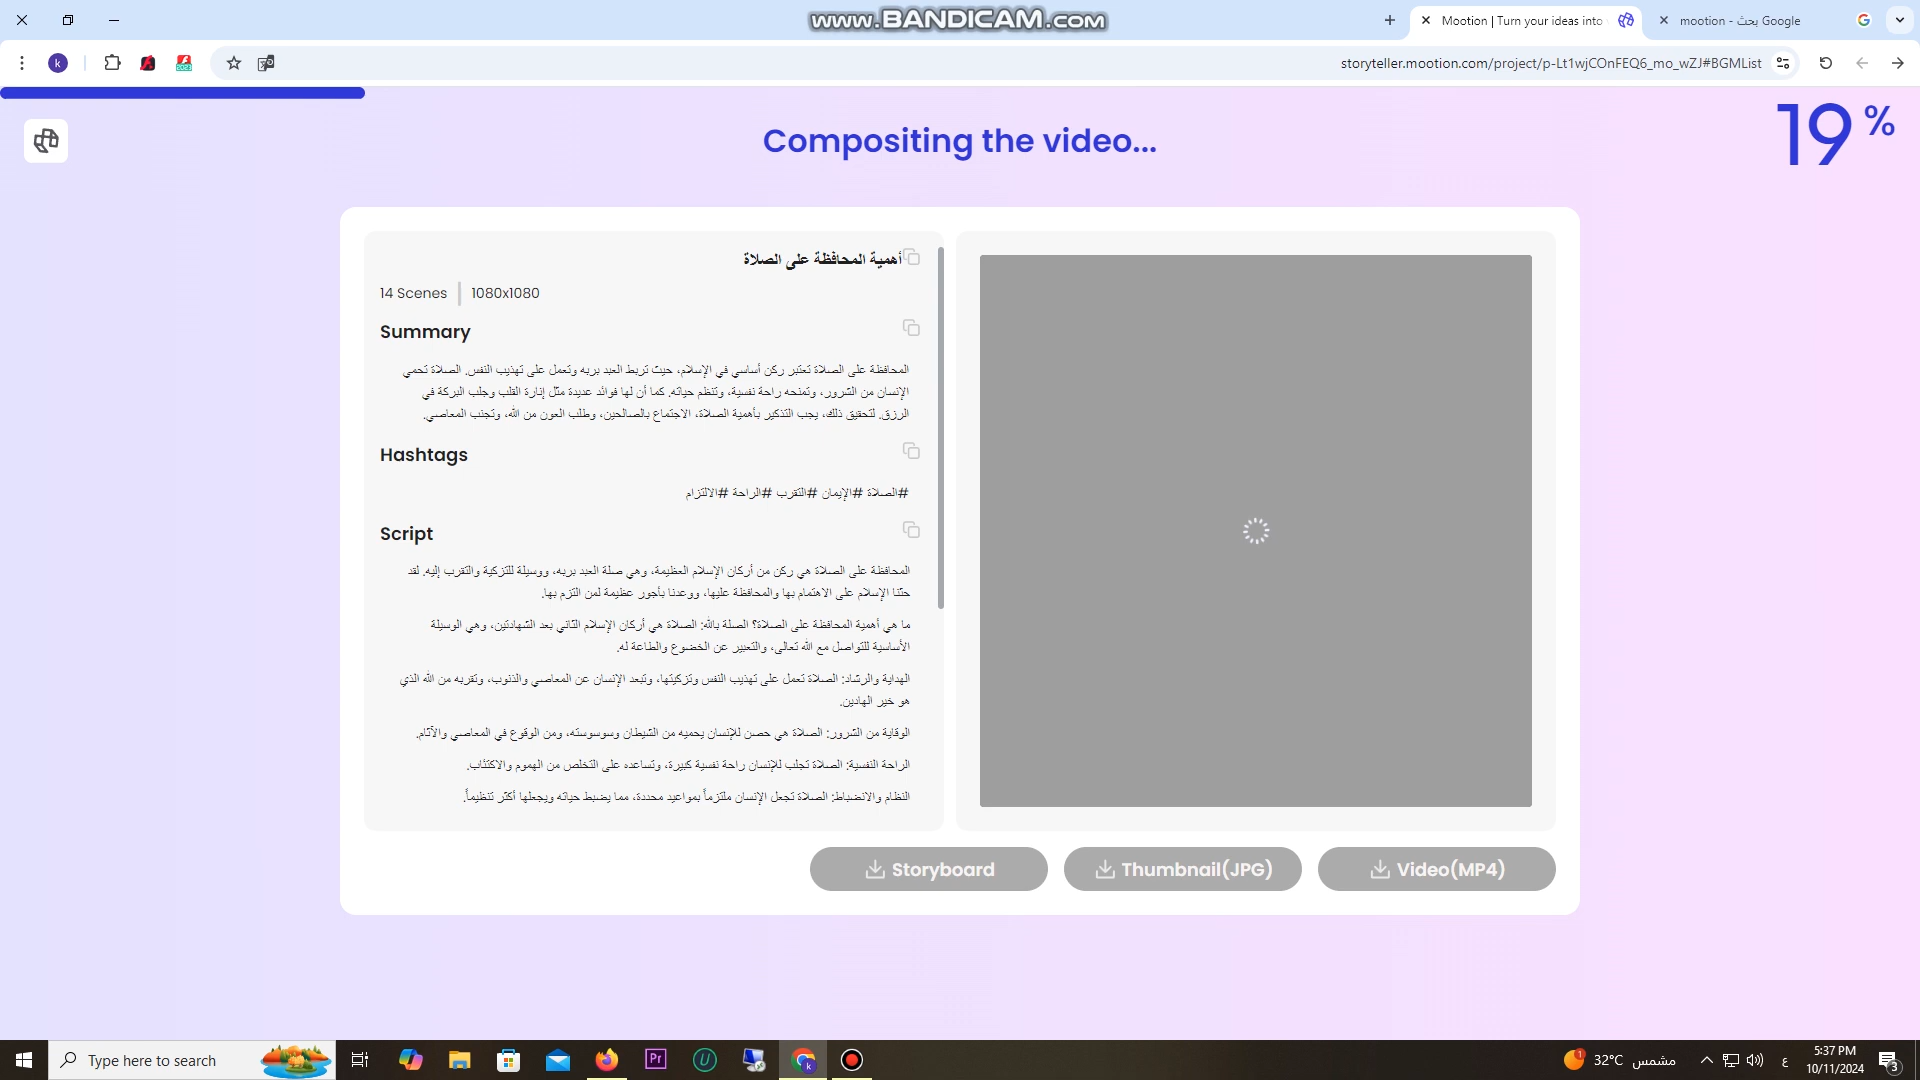 www.BANDICAM.com
Mootion | Turn your ideas into
mootion - بحث Google
storyteller.mootion.com/project/p-Lt1wjCOnFEQ6_mo_wZJ#BGMList
k
Compositing the video...
19 %
أهمية المحافظة على الصلاة
14 Scenes | 1080x1080
Summary
المحافظة على الصلاة تعتبر ركن أساسي في الإسلام، حيث تربط العبد بربه وتعمل على تهذيب النفس. الصلاة تحمي
الإنسان من الشرور، وتمنحه راحة نفسية، وتنظم حياته. كما أن لها فوائد عديدة مثل إنارة القلب وجلب البركة في
الرزق. لتحقيق ذلك، يجب التذكير بأهمية الصلاة، الاجتماع بالصالحين، وطلب العون من الله، وتجنب المعاصي.
Hashtags
#الصلاة #الإيمان #التقرب #الراحة #الالتزام
Script
المحافظة على الصلاة هي ركن من أركان الإسلام العظيمة، وهي صلة العبد بربه، ووسيلة للتزكية والتقرب إليه. لقد
حثنا الإسلام على الاهتمام بها والمحافظة عليها، ووعدنا بأجور عظيمة لمن التزم بها.
ما هي أهمية المحافظة على الصلاة؟ الصلة بالله: الصلاة هي أركان الإسلام الثاني بعد الشهادتين، وهي الوسيلة
الأساسية للتواصل مع الله تعالى، والتعبير عن الخضوع والطاعة له.
الهداية والرشاد: الصلاة تعمل على تهذيب النفس وتزكيتها، وتبعد الإنسان عن المعاصي والذنوب، وتقربه من الله الذي
هو خير الهادين.
الوقاية من الشرور: الصلاة هي حصن للإنسان يحميه من الشيطان وسوسوسته، ومن الوقوع في المعاصي والآثام.
الراحة النفسية: الصلاة تجلب للإنسان راحة نفسية كبيرة، وتساعده على التخلص من الهموم والاكتئاب.
النظام والانضباط: الصلاة تجعل الإنسان ملتزماً بمواعيد محددة، مما يضبط حياته ويجعلها أكثر تنظيماً.
Storyboard
Thumbnail(JPG)
Video(MP4)
Type here to search
Pr
32°C مشمس
ع
5:37 PM
10/11/2024
3